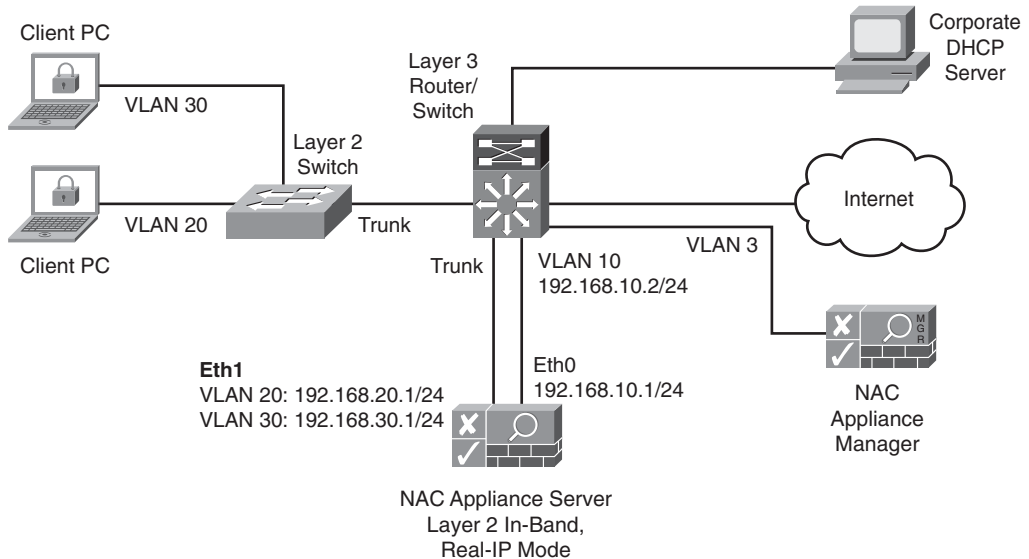 Client PC
VLAN 30
VLAN 20
Client PC
Layer 2
Switch
Trunk
Layer 3
Router/
Switch
Corporate
DHCP
Server
Internet
VLAN 3
Trunk
VLAN 10
192.168.10.2/24
Eth1
VLAN 20: 192.168.20.1/24
VLAN 30: 192.168.30.1/24
Eth0
192.168.10.1/24
NAC Appliance Server
Layer 2 In-Band,
Real-IP Mode
M
G
R
NAC
Appliance
Manager